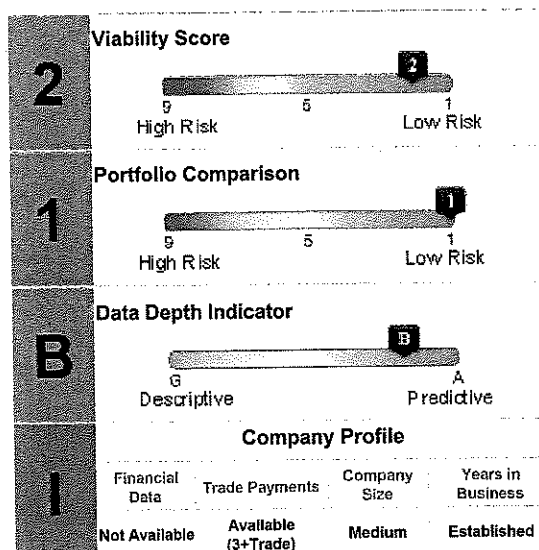 Viability Score
2
2
9 5 1
High Risk Low Risk
Portfolio Comparison
1
1
9 5 1
High Risk Low Risk
Data Depth Indicator
B
B
G A
Descriptive Predictive
Company Profile
I
Financial Data Trade Payments Company Size Years in Business
Not Available Available (3+Trade) Medium Established